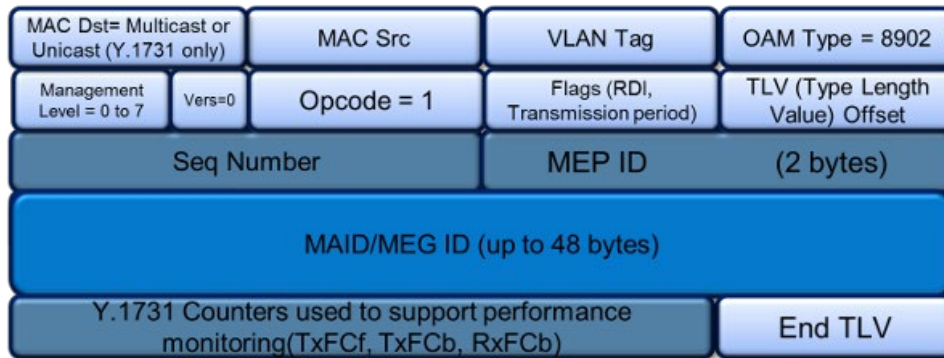 MAC Dst= Multicast or
Unicast (Y.1731 only)
MAC Src
VLAN Tag
OAM Type = 8902
Management
Level = 0 to 7
Vers=0
Opcode = 1
Flags (RDI,
Transmission period)
TLV (Type Length
Value) Offset
Seq Number
MEP ID
(2 bytes)
MAID/MEG ID (up to 48 bytes)
Y.1731 Counters used to support performance
monitoring(TxFCf, TxFCb, RxFCb)
End TLV